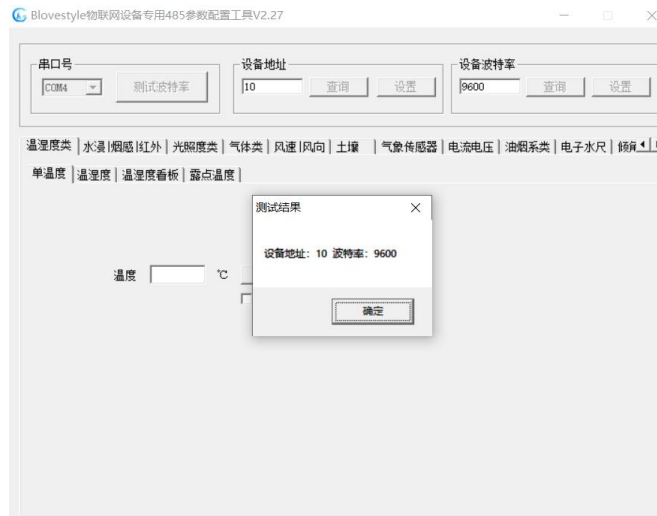 Blovestyle物联网设备专用485参数配置工具V2.27
串口号
设备地址
设备波特率
COM4
测试波特率
10
查询
设置
9600
查询
设置
温湿度类 水浸|烟感|红外 光照度类 气体类 风速|风向 土壤 气象传感器 电流电压 油烟系类 电子水尺
单温度 温湿度 温湿度看板 露点温度
测试结果
设备地址：10 波特率：9600
温度
℃
确定